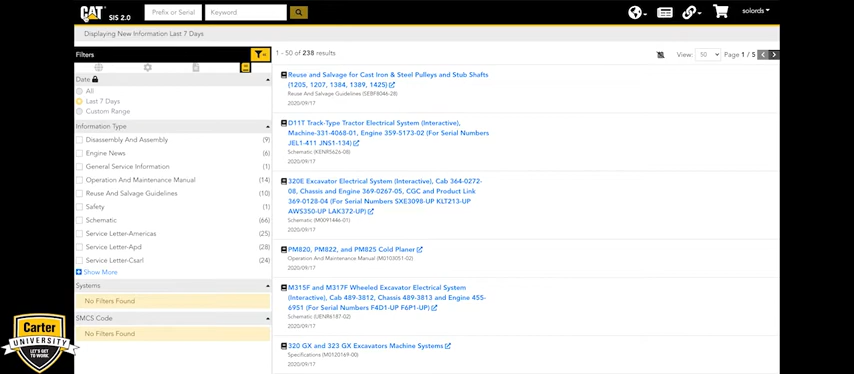 CAT SIS 2.0
Prefix or Serial
Keyword
solords
Displaying New Information Last 7 Days
Filters
1 - 50 of 238 results
View: 50 Page 1 / 5
Date
All
Last 7 Days
Custom Range
Information Type
Disassembly And Assembly (9)
Engine News (6)
General Service Information (1)
Operation And Maintenance Manual (14)
Reuse And Salvage Guidelines (10)
Safety (1)
Schematic (66)
Service Letter-Americas (25)
Service Letter-Apd (28)
Service Letter-Csarl (24)
Show More
Systems
No Filters Found
SMCS Code
No Filters Found
Reuse and Salvage for Cast Iron & Steel Pulleys and Stub Shafts
(1205, 1207, 1384, 1389, 1425)
Reuse And Salvage Guidelines (SEBF8046-28)
2020/09/17
D11T Track-Type Tractor Electrical System (Interactive),
Machine-331-4068-01, Engine 359-5173-02 (For Serial Numbers
JEL1-411 JNS1-134)
Schematic (KENR5626-08)
2020/09/17
320E Excavator Electrical System (Interactive), Cab 364-0272-
08, Chassis and Engine 369-0267-05, CGC and Product Link
369-0128-04 (For Serial Numbers SXE3098-UP KLT213-UP
AWS350-UP LAK372-UP)
Schematic (M0091446-01)
2020/09/17
PM820, PM822, and PM825 Cold Planer
Operation And Maintenance Manual (M0103051-02)
2020/09/17
M315F and M317F Wheeled Excavator Electrical System
(Interactive), Cab 489-3812, Chassis 489-3813 and Engine 455-
6951 (For Serial Numbers F4D1-UP F6P1-UP)
Schematic (UENR6187-02)
2020/09/17
320 GX and 323 GX Excavators Machine Systems
Specifications (M0120169-00)
2020/09/17
Carter
UNIVERSITY
LET'S GET
TO WORK.